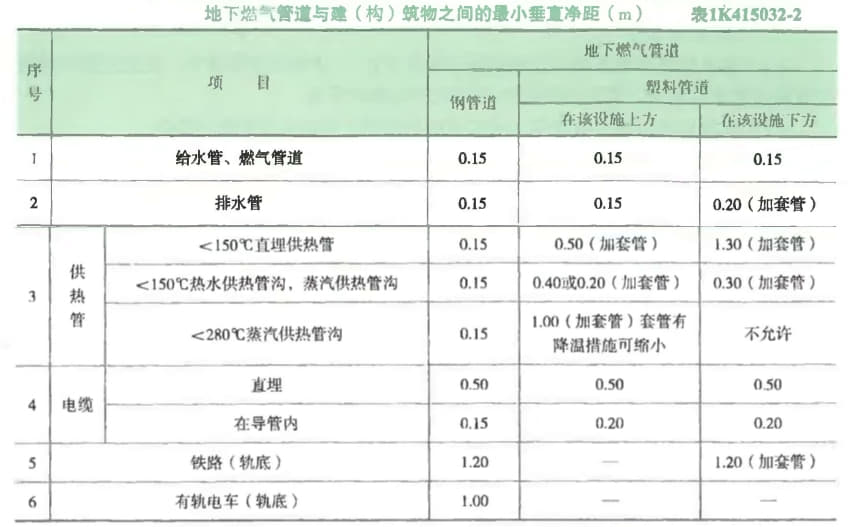 地下燃气管道与建（构）筑物之间的最小垂直净距（m） 表1K415032-2
序号 项 目 地下燃气管道
钢管道 塑料管道
在该设施上方 在该设施下方
1 给水管、燃气管道 0.15 0.15 0.15
2 排水管 0.15 0.15 0.20（加套管）
3 供热管 <150℃直埋供热管 0.15 0.50（加套管） 1.30（加套管）
<150℃热水供热管沟，蒸汽供热管沟 0.15 0.40或0.20（加套管） 0.30（加套管）
<280℃蒸汽供热管沟 0.15 1.00（加套管）套管有
降温措施可缩小 不允许
4 电缆 直埋 0.50 0.50 0.50
在导管内 0.15 0.20 0.20
5 铁路（轨底） 1.20 — 1.20（加套管）
6 有轨电车（轨底） 1.00 — —